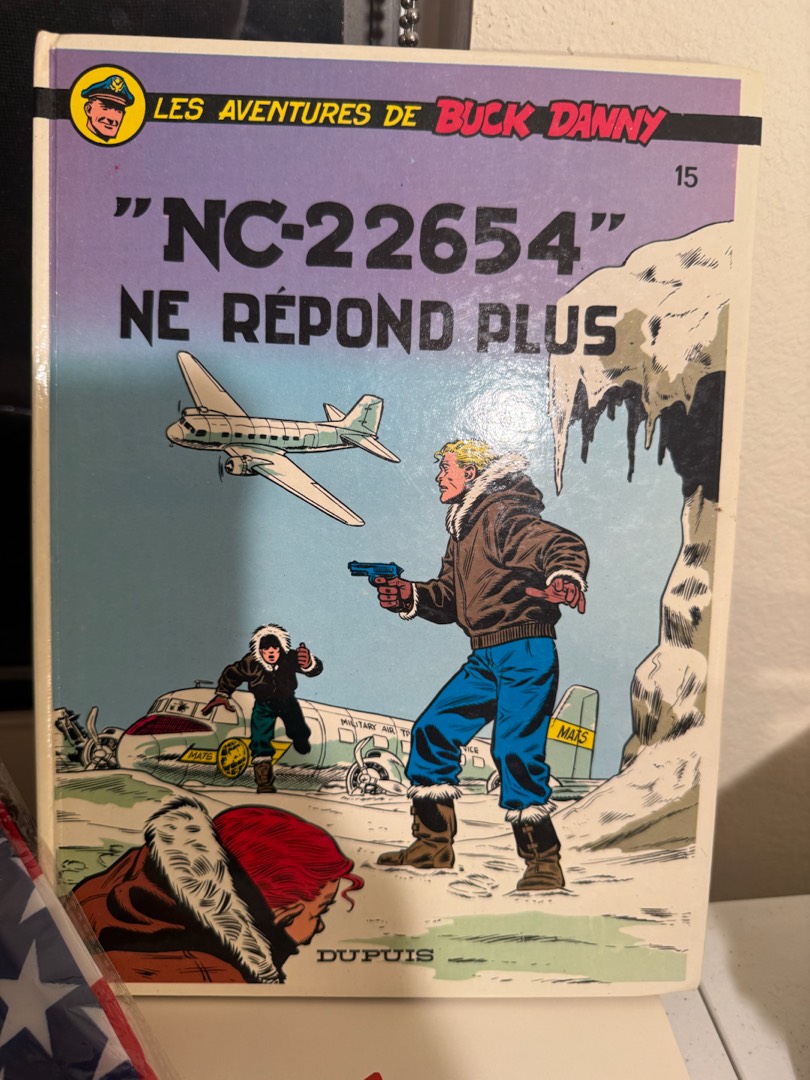 LES AVENTURES DE BUCK DANNY
15
"NC-22654"
NE RÉPOND PLUS
MILITARY AIR
MATS
MATS
DUPUIS